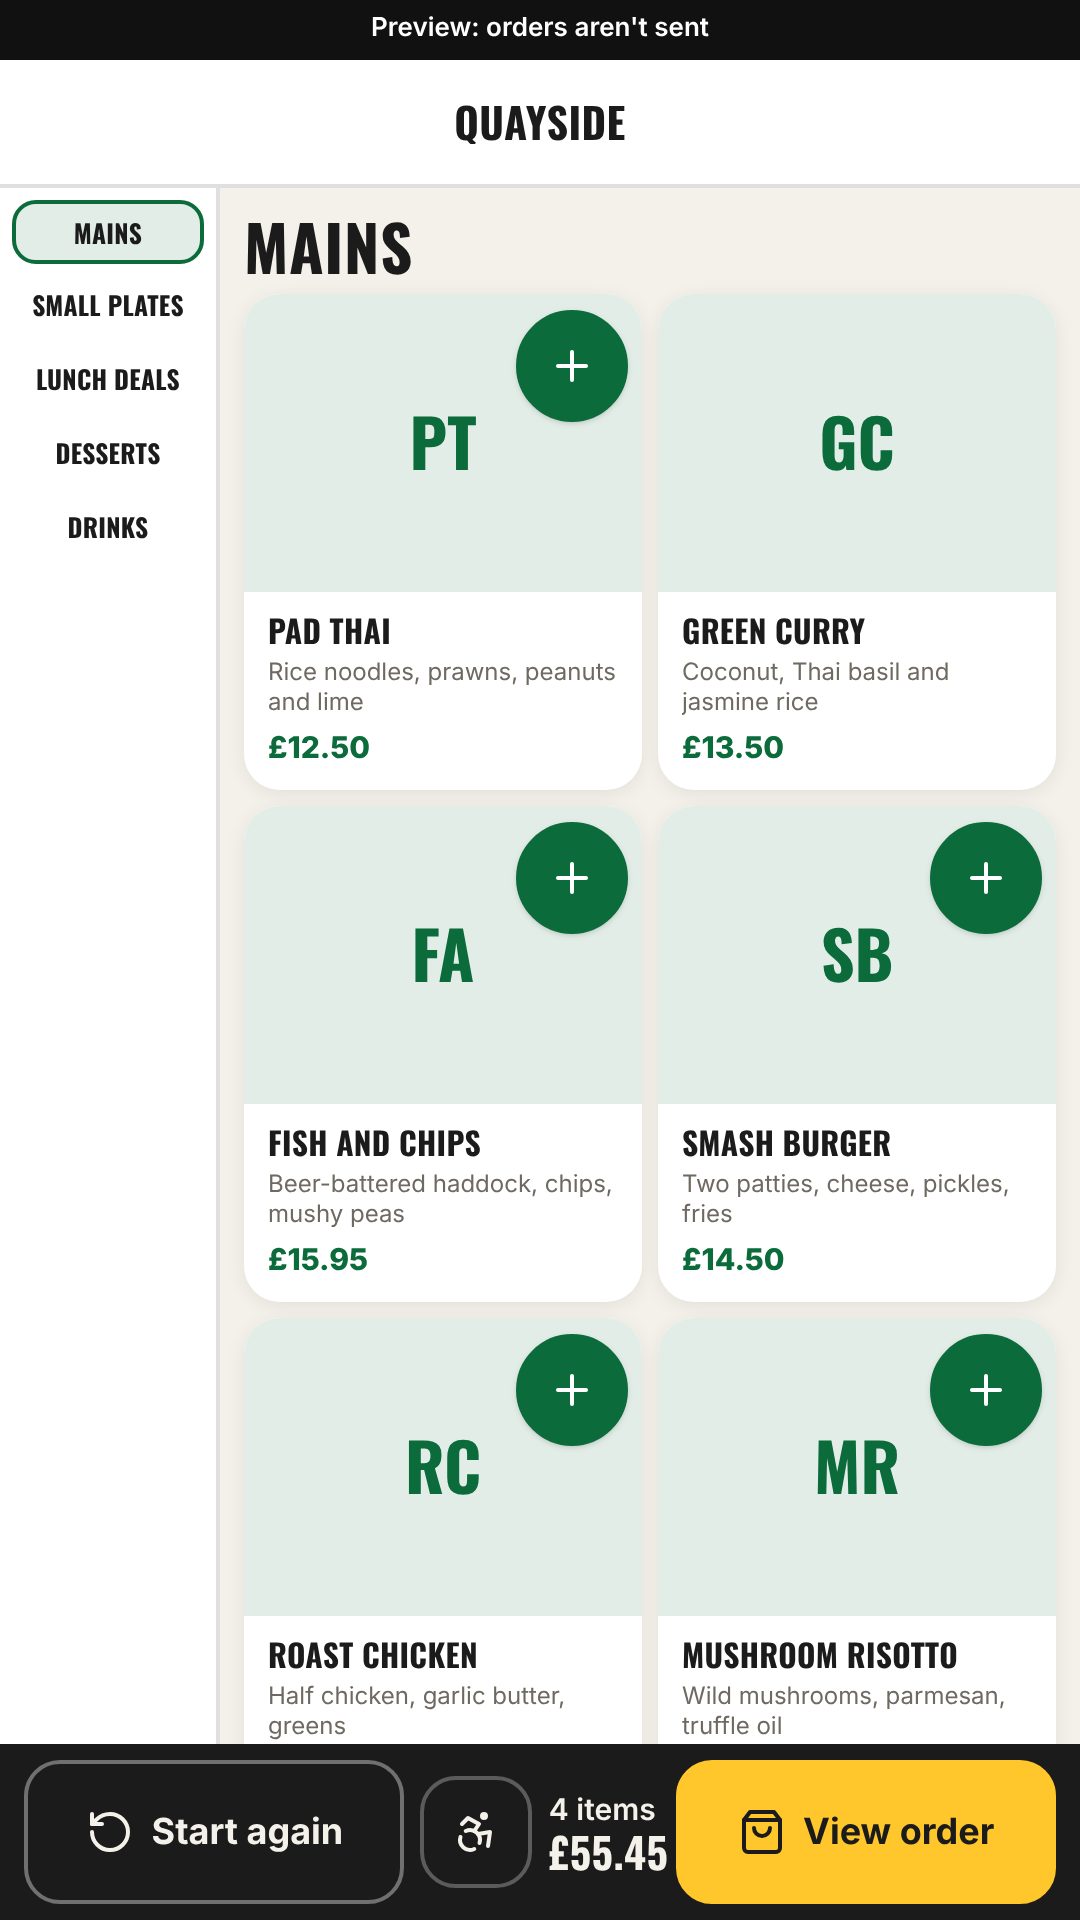 Preview: orders aren't sent
QUAYSIDE
MAINS
SMALL PLATES
LUNCH DEALS
DESSERTS
DRINKS
MAINS
PT
PAD THAI
Rice noodles, prawns, peanuts
and lime
£12.50
GC
GREEN CURRY
Coconut, Thai basil and
jasmine rice
£13.50
FA
FISH AND CHIPS
Beer-battered haddock, chips,
mushy peas
£15.95
SB
SMASH BURGER
Two patties, cheese, pickles,
fries
£14.50
RC
ROAST CHICKEN
Half chicken, garlic butter,
greens
MR
MUSHROOM RISOTTO
Wild mushrooms, parmesan,
truffle oil
Start again
4 items
£55.45
View order